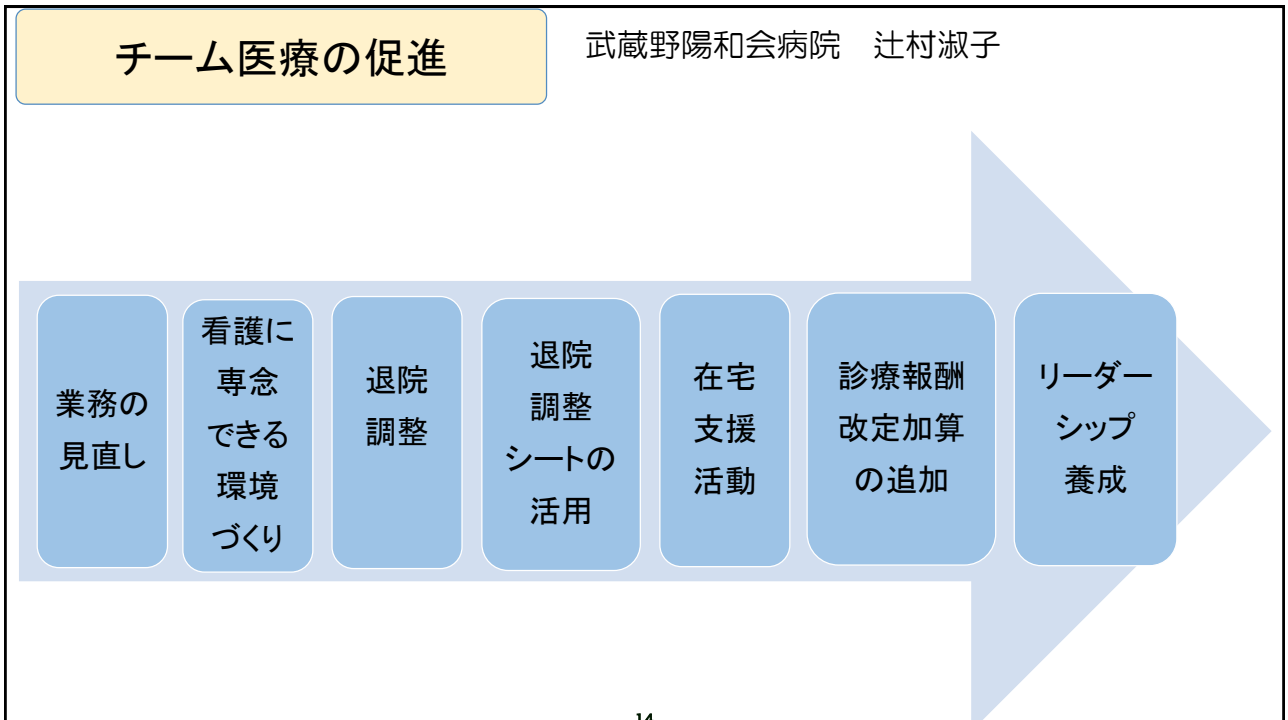 チーム医療の促進
武蔵野陽和会病院　辻村淑子
業務の
見直し
看護に
専念
できる
環境
づくり
退院
調整
退院
調整
シートの
活用
在宅
支援
活動
診療報酬
改定加算
の追加
リーダー
シップ
養成
14